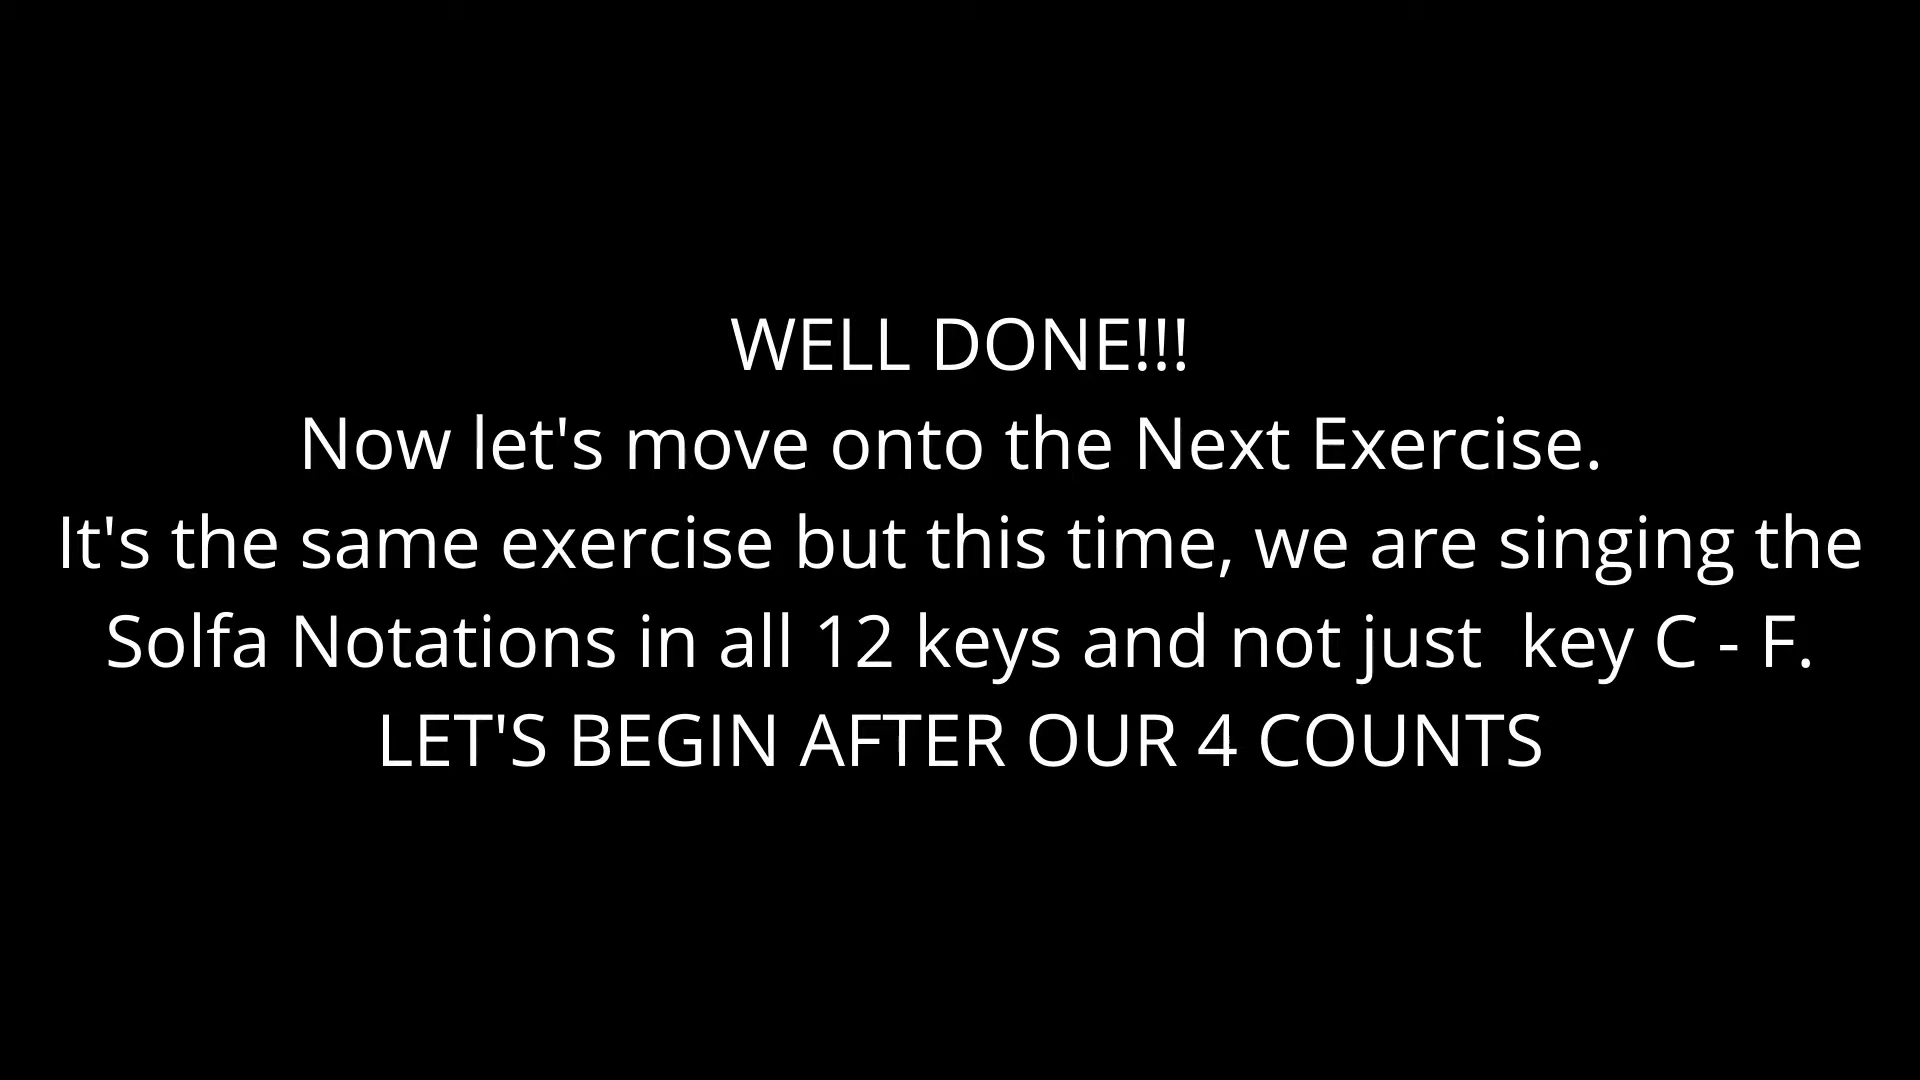 WELL DONE!!!
Now let's move onto the Next Exercise.
It's the same exercise but this time, we are singing the
Solfa Notations in all 12 keys and not just  key C - F.
LET'S BEGIN AFTER OUR 4 COUNTS